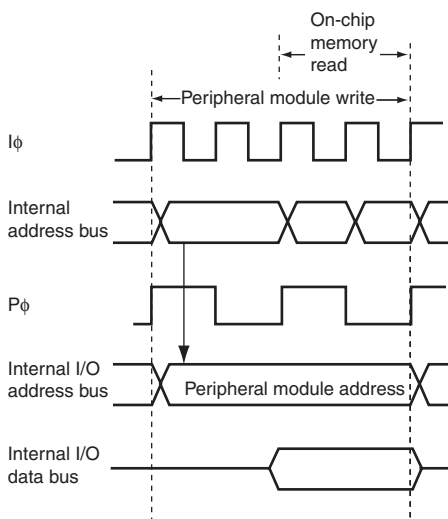 On-chip
memory
read
Peripheral module write
Iϕ
Internal
address bus
Pϕ
Internal I/O
address bus
Peripheral module address
Internal I/O
data bus